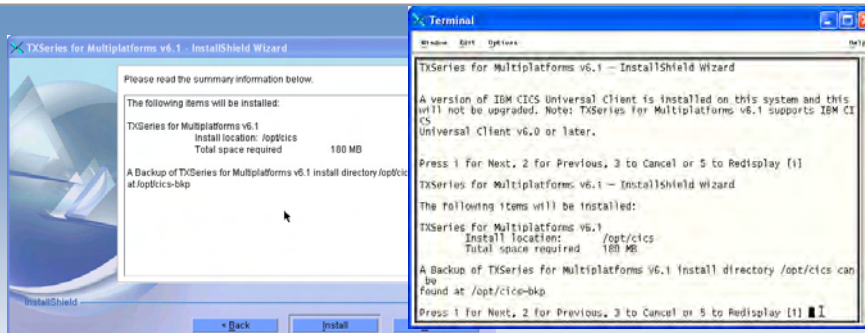 TXSeries for Multiplatforms v6.1 - InstallShield Wizard
Please read the summary information below.
The following items will be installed:
TXSeries for Multiplatforms v6.1
Install location: /opt/cics
Total space required 180 MB
A Backup of TXSeries for Multiplatforms v6.1 install directory /opt/cic
at /opt/cics-bkp
InstallShield
< Back
Install
Terminal
Window Edit Options Help
TXSeries for Multiplatforms v6.1 - InstallShield Wizard
A version of IBM CICS Universal Client is installed on this system and this
will not be upgraded. Note: TXSeries for Multiplatforms v6.1 supports IBM CI
CS
Universal Client v6.0 or later.
Press 1 for Next, 2 for Previous, 3 to Cancel or 5 to Redisplay [1]
TXSeries for Multiplatforms v6.1 - InstallShield Wizard
The following items will be installed:
TXSeries for Multiplatforms v6.1
Install location: /opt/cics
Total space required 180 MB
A Backup of TXSeries for Multiplatforms v6.1 install directory /opt/cics can
be
found at /opt/cics-bkp
Press 1 for Next, 2 for Previous, 3 to Cancel or 5 to Redisplay [1]